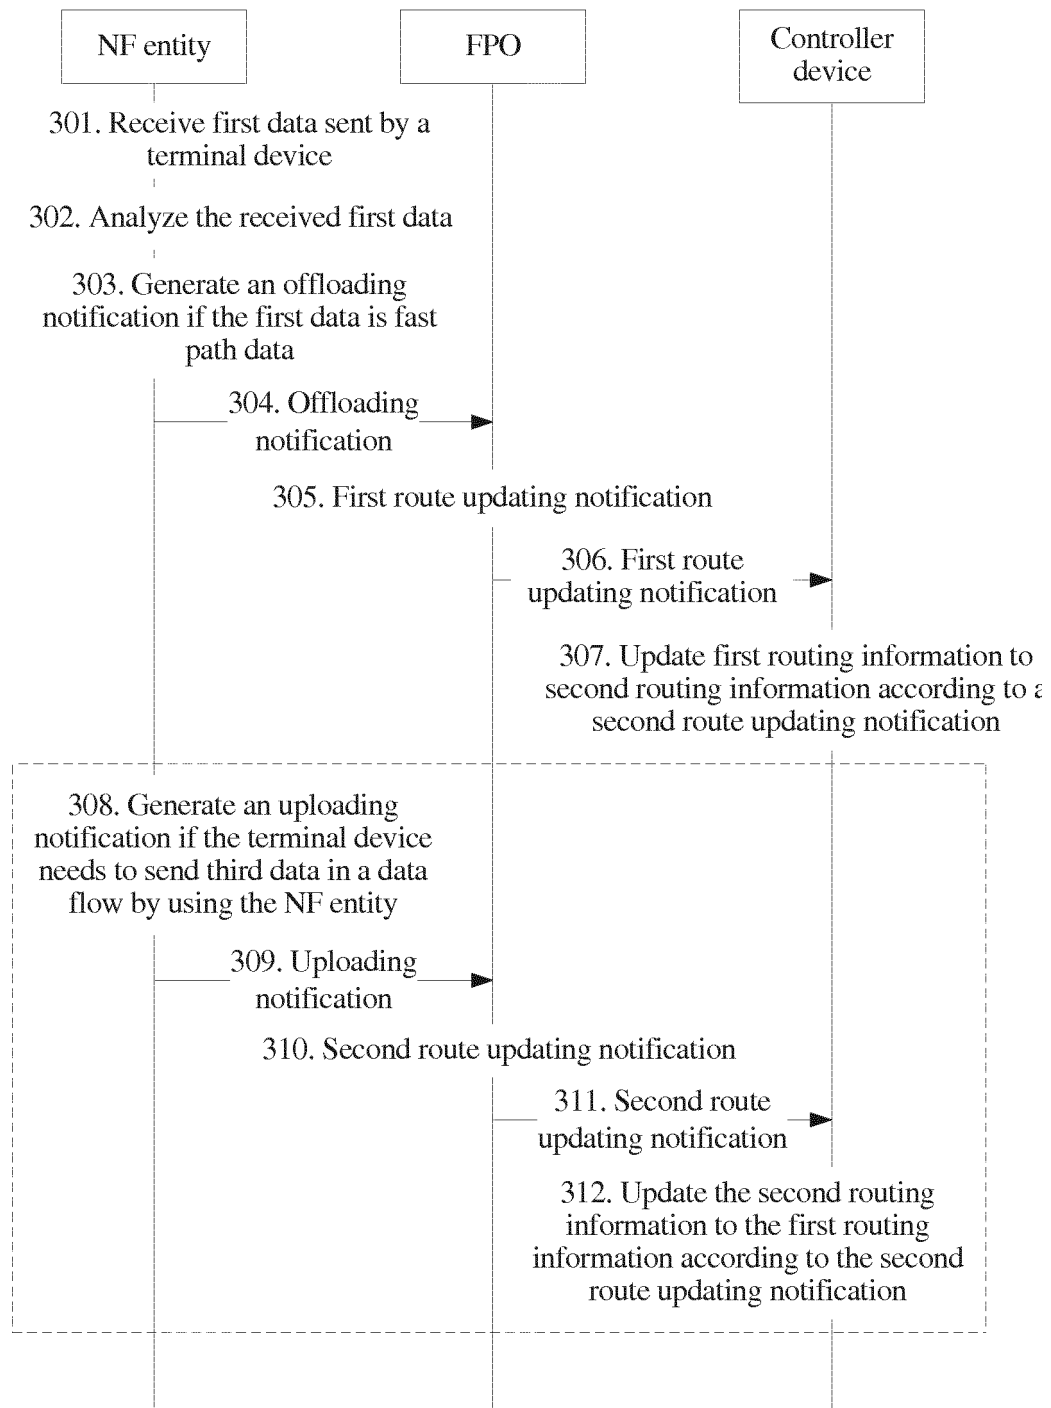 NF entity
FPO
Controller
device
301. Receive first data sent by a
terminal device
302. Analyze the received first data
303. Generate an offloading
notification if the first data is fast
path data
304. Offloading
notification
305. First route updating notification
306. First route
updating notification
307. Update first routing information to
second routing information according to a
second route updating notification
308. Generate an uploading
notification if the terminal device
needs to send third data in a data
flow by using the NF entity
309. Uploading
notification
310. Second route updating notification
311. Second route
updating notification
312. Update the second routing
information to the first routing
information according to the second
route updating notification